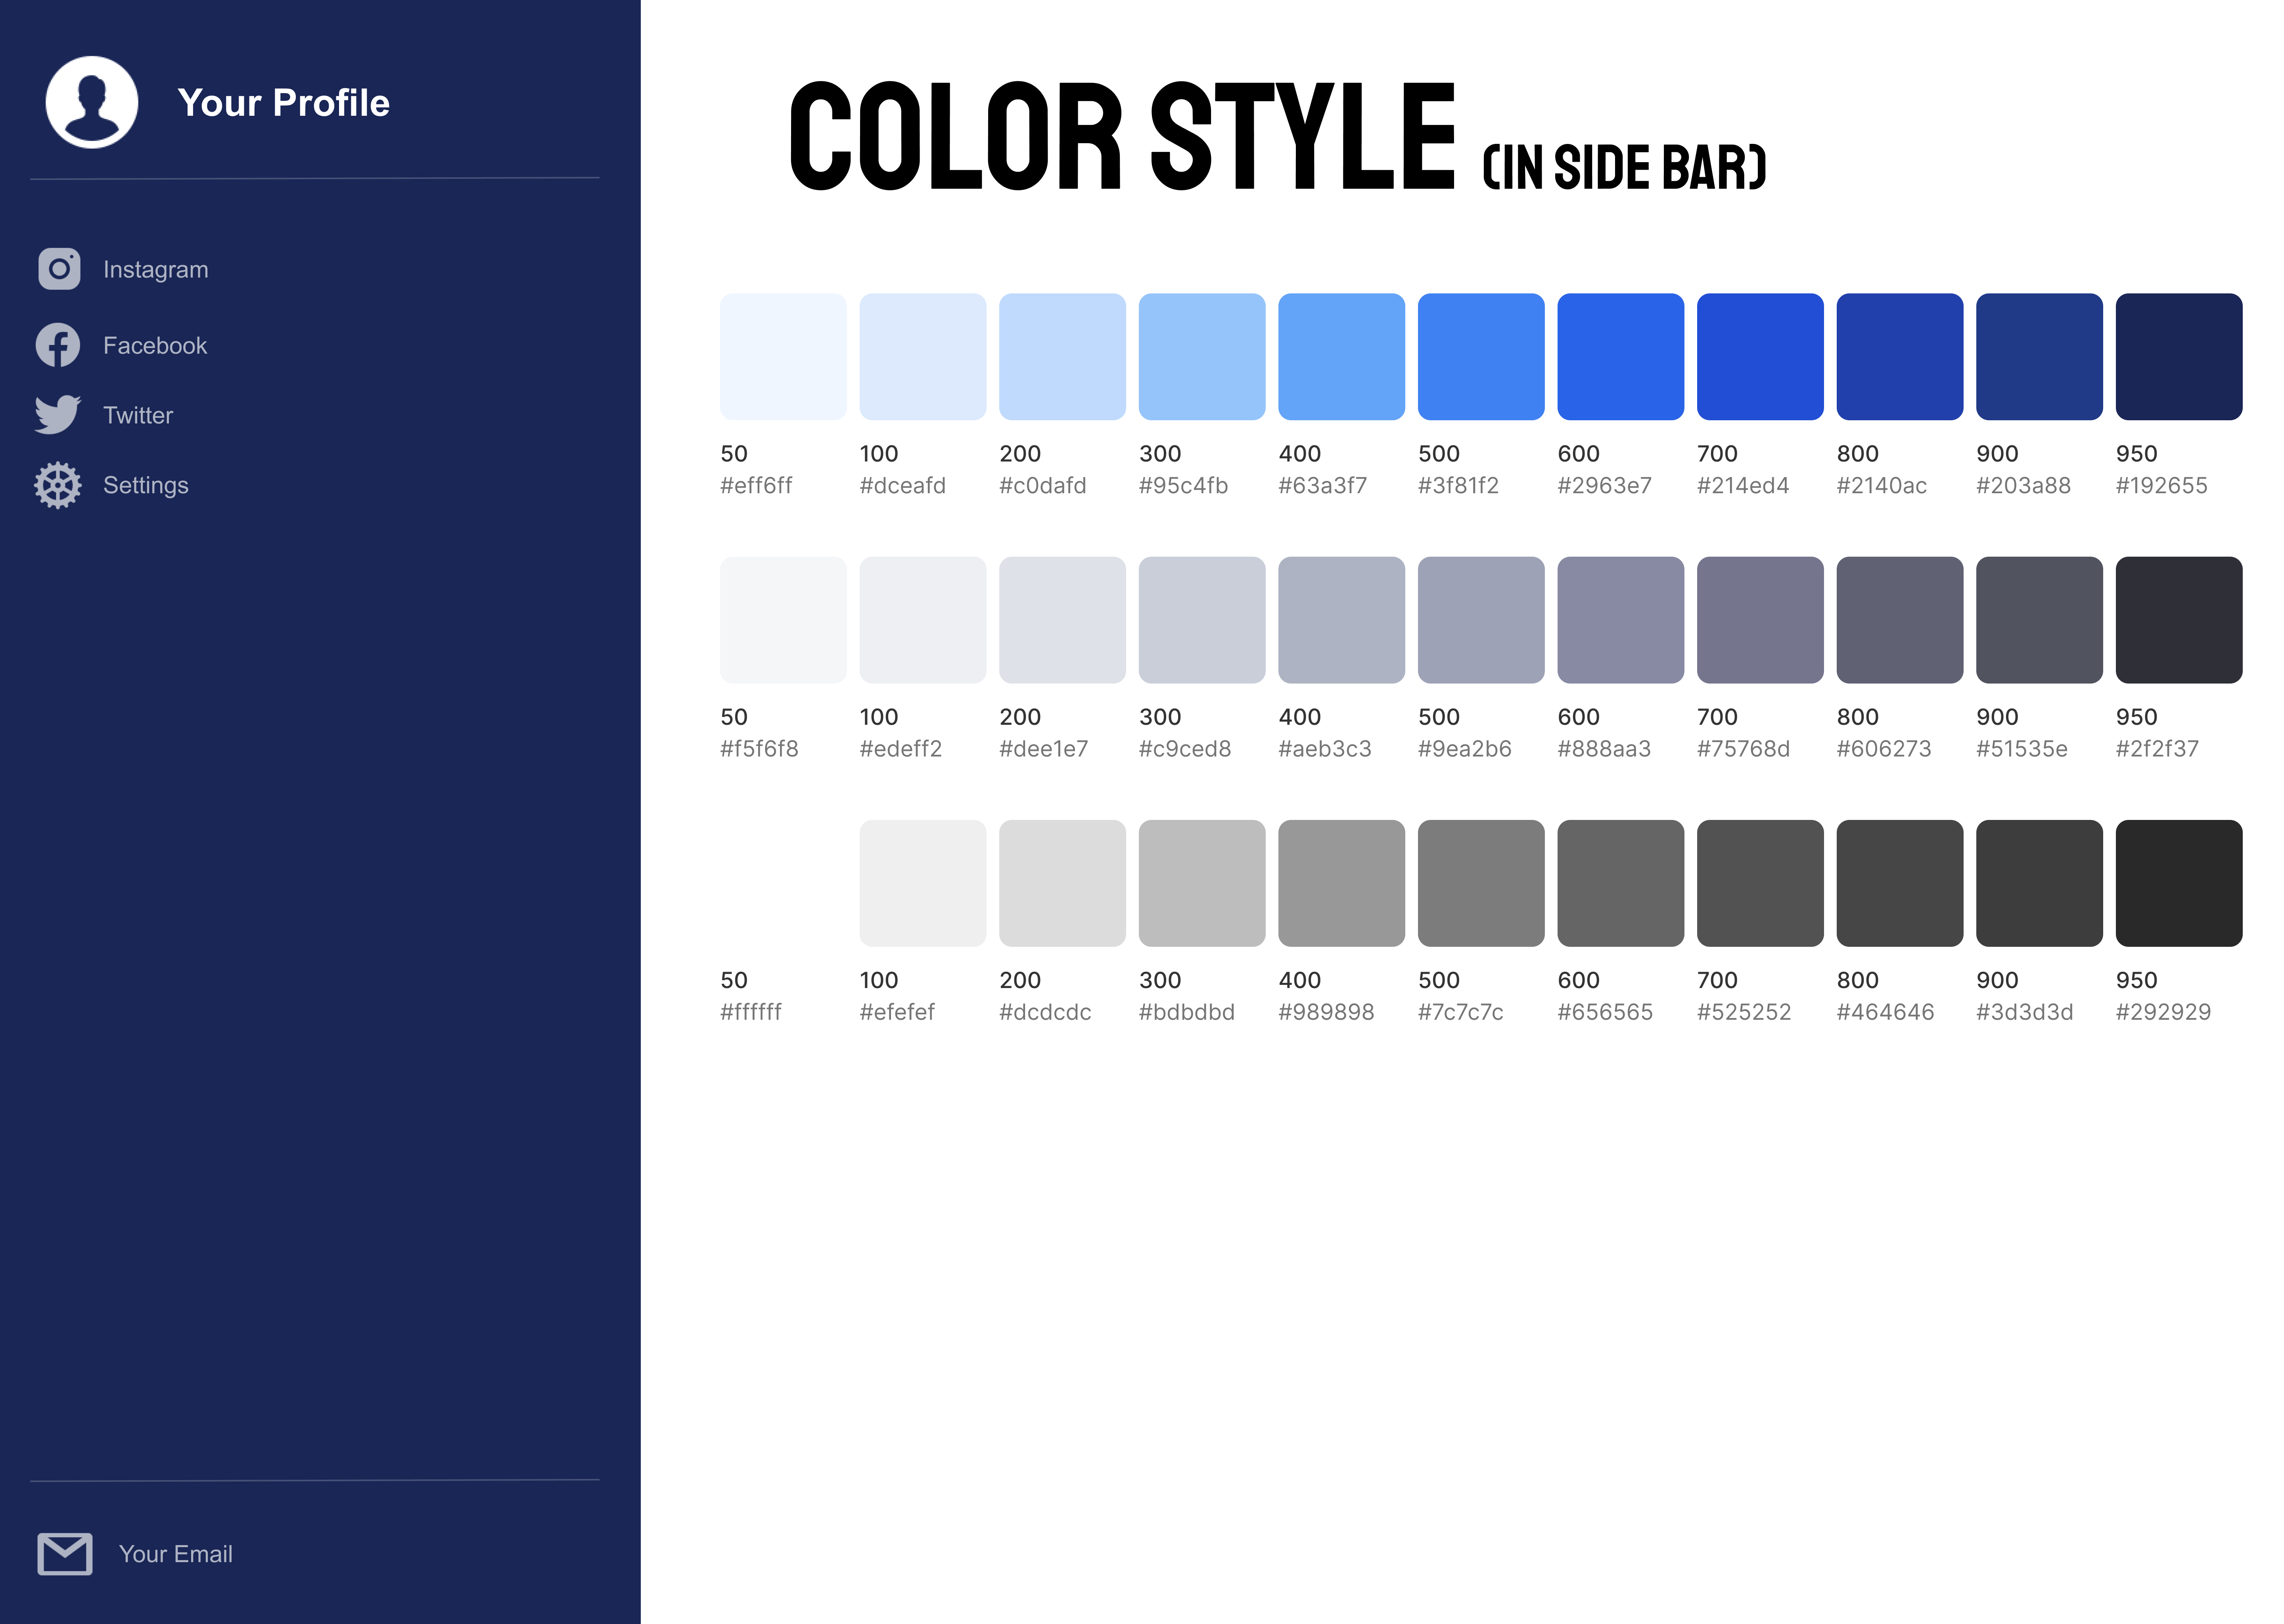 Your Profile
Instagram
Facebook
Twitter
Settings
Your Email
COLOR STYLE (IN SIDE BAR)
50 100 200 300 400 500 600 700 800 900 950
#eff6ff #dceafd #c0dafd #95c4fb #63a3f7 #3f81f2 #2963e7 #214ed4 #2140ac #203a88 #192655
50 100 200 300 400 500 600 700 800 900 950
#f5f6f8 #edeff2 #dee1e7 #c9ced8 #aeb3c3 #9ea2b6 #888aa3 #75768d #606273 #51535e #2f2f37
50 100 200 300 400 500 600 700 800 900 950
#ffffff #efefef #dcdcdc #bdbdbd #989898 #7c7c7c #656565 #525252 #464646 #3d3d3d #292929